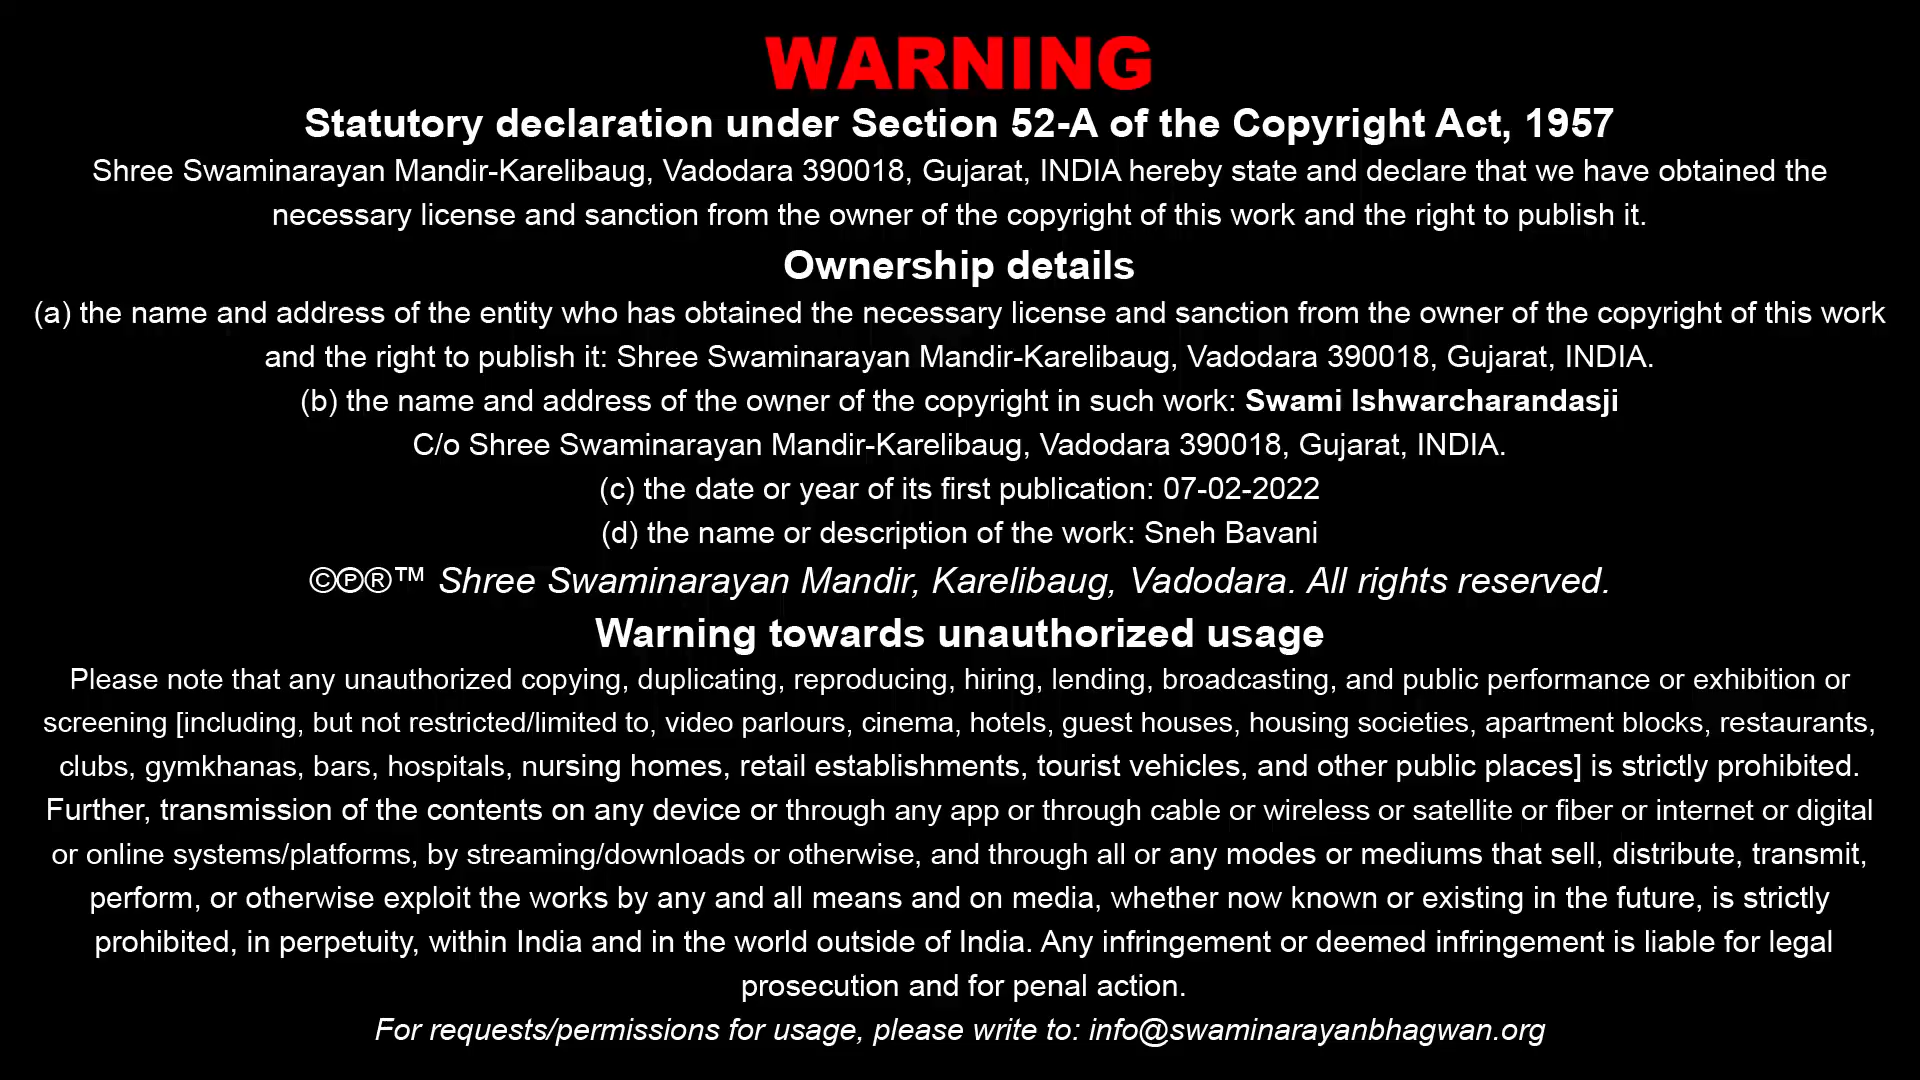 WARNING
Statutory declaration under Section 52-A of the Copyright Act, 1957
Shree Swaminarayan Mandir-Karelibaug, Vadodara 390018, Gujarat, INDIA hereby state and declare that we have obtained the
necessary license and sanction from the owner of the copyright of this work and the right to publish it.
Ownership details
(a) the name and address of the entity who has obtained the necessary license and sanction from the owner of the copyright of this work
and the right to publish it: Shree Swaminarayan Mandir-Karelibaug, Vadodara 390018, Gujarat, INDIA.
(b) the name and address of the owner of the copyright in such work: Swami Ishwarcharandasji
C/o Shree Swaminarayan Mandir-Karelibaug, Vadodara 390018, Gujarat, INDIA.
(c) the date or year of its first publication: 07-02-2022
(d) the name or description of the work: Sneh Bavani
©℗®™ Shree Swaminarayan Mandir, Karelibaug, Vadodara. All rights reserved.
Warning towards unauthorized usage
Please note that any unauthorized copying, duplicating, reproducing, hiring, lending, broadcasting, and public performance or exhibition or
screening [including, but not restricted/limited to, video parlours, cinema, hotels, guest houses, housing societies, apartment blocks, restaurants,
clubs, gymkhanas, bars, hospitals, nursing homes, retail establishments, tourist vehicles, and other public places] is strictly prohibited.
Further, transmission of the contents on any device or through any app or through cable or wireless or satellite or fiber or internet or digital
or online systems/platforms, by streaming/downloads or otherwise, and through all or any modes or mediums that sell, distribute, transmit,
perform, or otherwise exploit the works by any and all means and on media, whether now known or existing in the future, is strictly
prohibited, in perpetuity, within India and in the world outside of India. Any infringement or deemed infringement is liable for legal
prosecution and for penal action.
For requests/permissions for usage, please write to: info@swaminarayanbhagwan.org